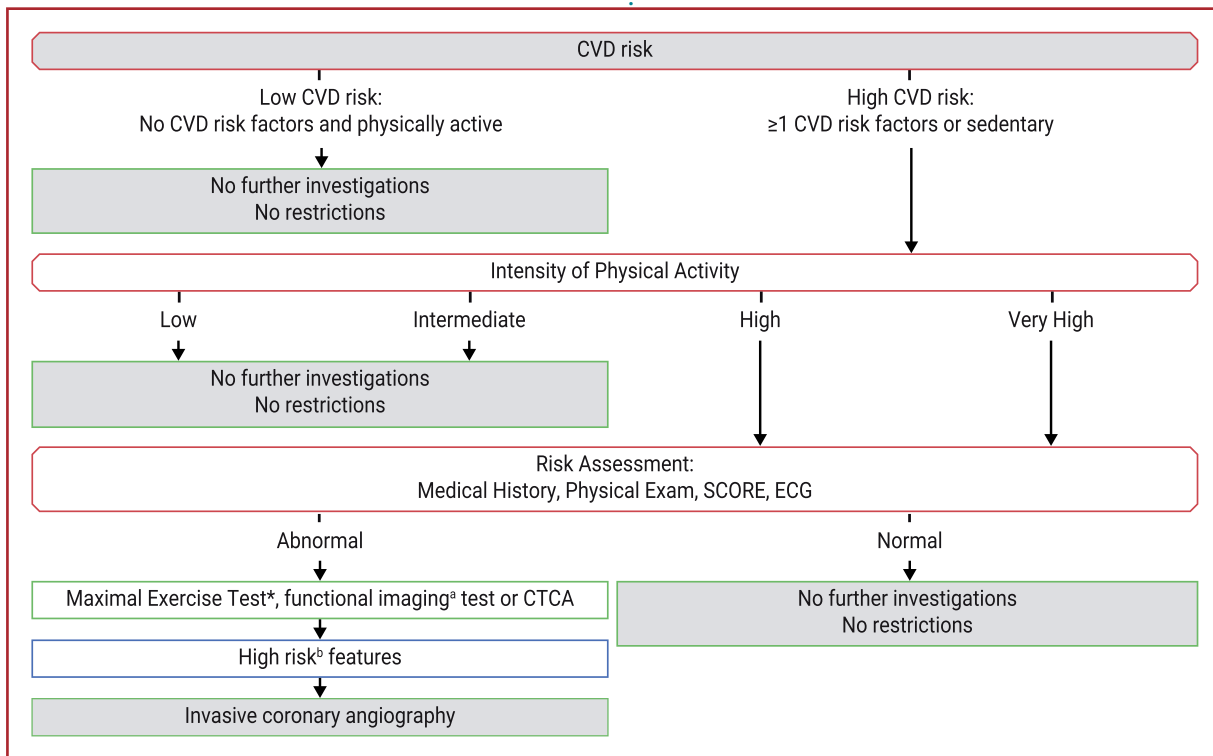 CVD risk
Low CVD risk:
No CVD risk factors and physically active
High CVD risk:
≥1 CVD risk factors or sedentary
No further investigations
No restrictions
Intensity of Physical Activity
Low
Intermediate
High
Very High
No further investigations
No restrictions
Risk Assessment:
Medical History, Physical Exam, SCORE, ECG
Abnormal
Normal
Maximal Exercise Test*, functional imagingᵃ test or CTCA
No further investigations
No restrictions
High riskᵇ features
Invasive coronary angiography